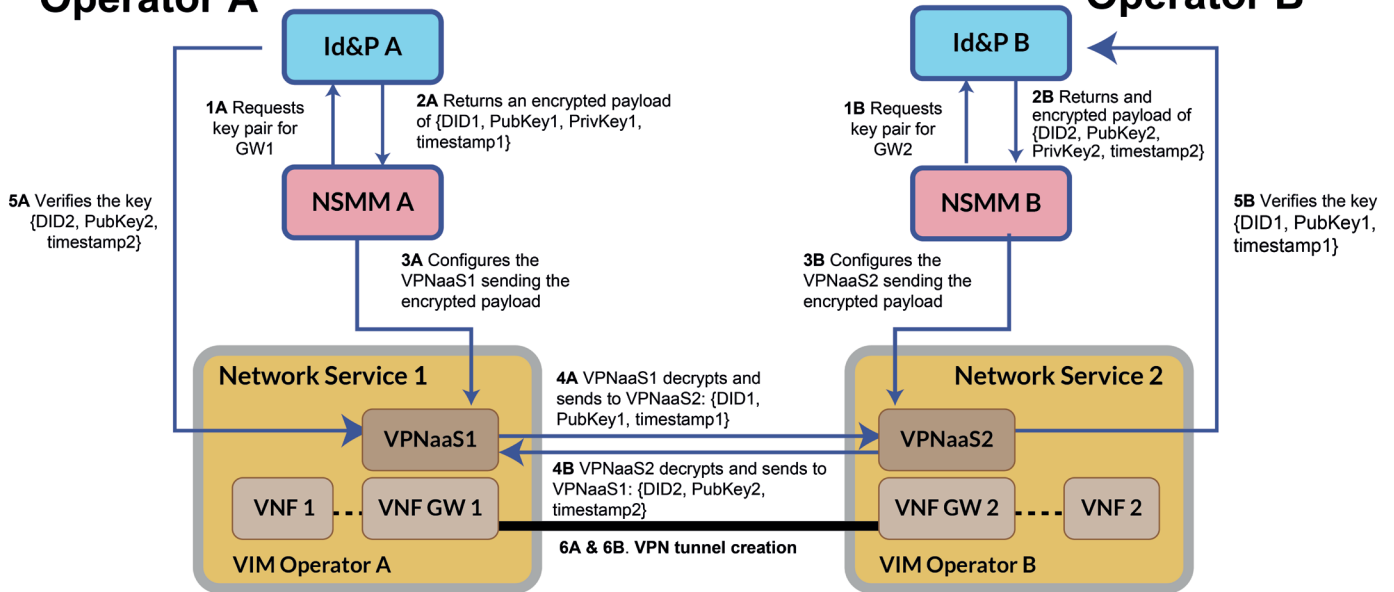 Operator A
Operator B
Id&P A
Id&P B
1A Requests
key pair for
GW1
2A Returns an encrypted payload
of {DID1, PubKey1, PrivKey1,
timestamp1}
1B Requests
key pair for
GW2
2B Returns and
encrypted payload of
{DID2, PubKey2,
PrivKey2, timestamp2}
NSMM A
NSMM B
5A Verifies the key
{DID2, PubKey2,
timestamp2}
5B Verifies the key
{DID1, PubKey1,
timestamp1}
3A Configures the
VPNaaS1 sending the
encrypted payload
3B Configures the
VPNaaS2 sending the
encrypted payload
Network Service 1
Network Service 2
4A VPNaaS1 decrypts and
sends to VPNaaS2: {DID1,
PubKey1, timestamp1}
VPNaaS1
VPNaaS2
4B VPNaaS2 decrypts and sends to
VPNaaS1: {DID2, PubKey2,
timestamp2}
VNF 1
VNF GW 1
VNF GW 2
VNF 2
6A & 6B. VPN tunnel creation
VIM Operator A
VIM Operator B